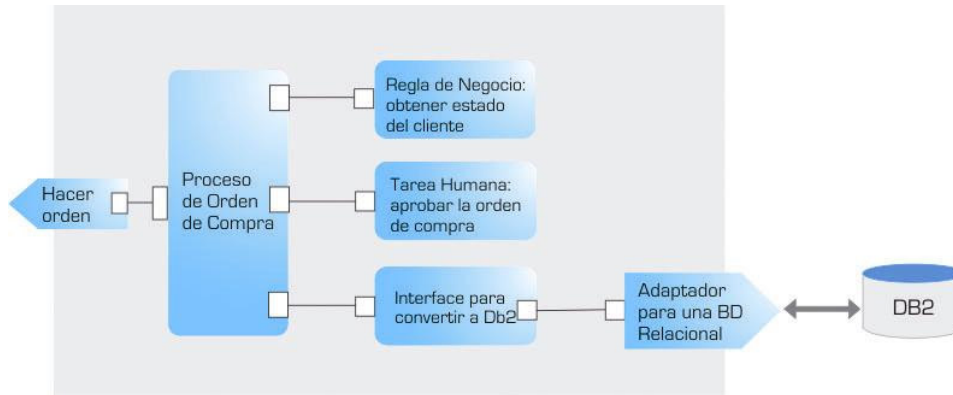 Hacer
orden
Proceso
de Orden
de Compra
Regla de Negocio:
obtener estado
del cliente
Tarea Humana:
aprobar la orden
de compra
Interface para
convertir a Db2
Adaptador
para una BD
Relacional
DB2